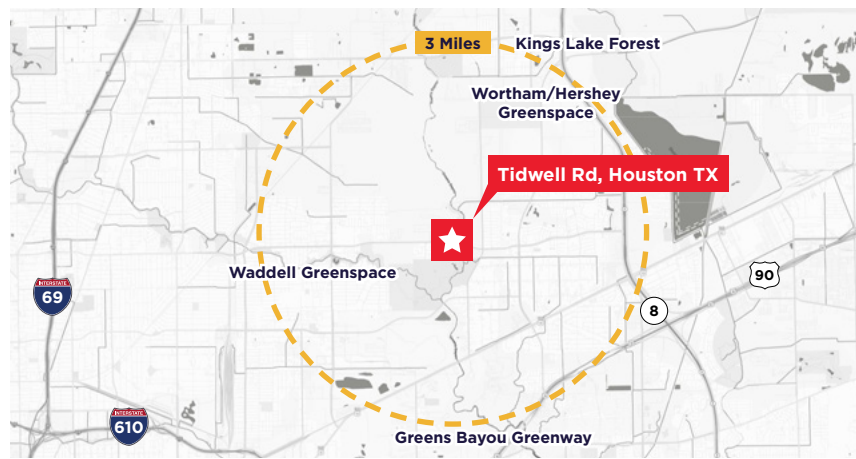 3 Miles
Kings Lake Forest
Wortham/Hershey
Greenspace
Tidwell Rd, Houston TX
Waddell Greenspace
90
INTERSTATE
69
8
INTERSTATE
610
Greens Bayou Greenway